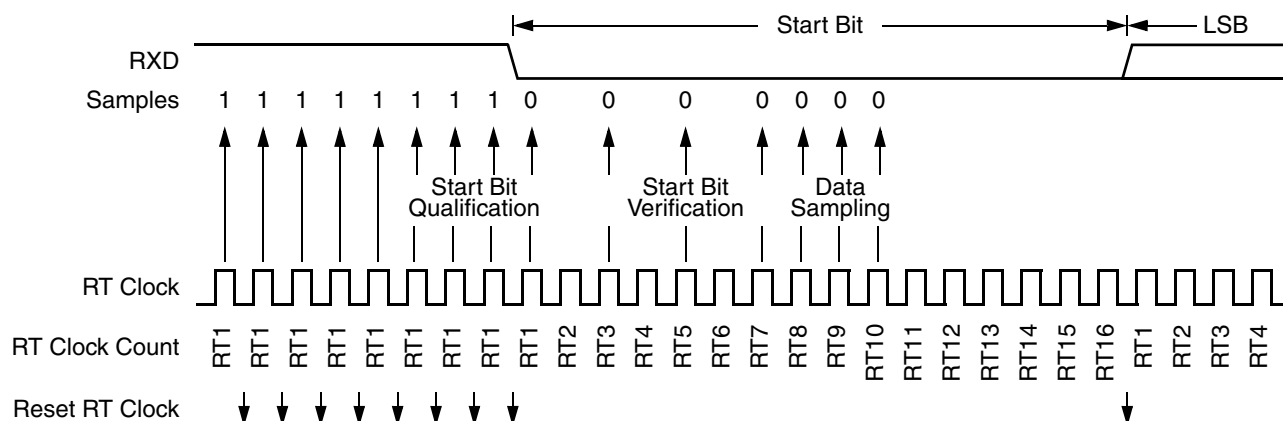 Start Bit LSB
RXD
Samples 1 1 1 1 1 1 1 1 0 0 0 0 0 0 0
Start Bit Qualification Start Bit Verification Data Sampling
RT Clock
RT Clock Count RT1 RT1 RT1 RT1 RT1 RT1 RT1 RT1 RT1 RT2 RT3 RT4 RT5 RT6 RT7 RT8 RT9 RT10 RT11 RT12 RT13 RT14 RT15 RT16 RT1 RT2 RT3 RT4
Reset RT Clock